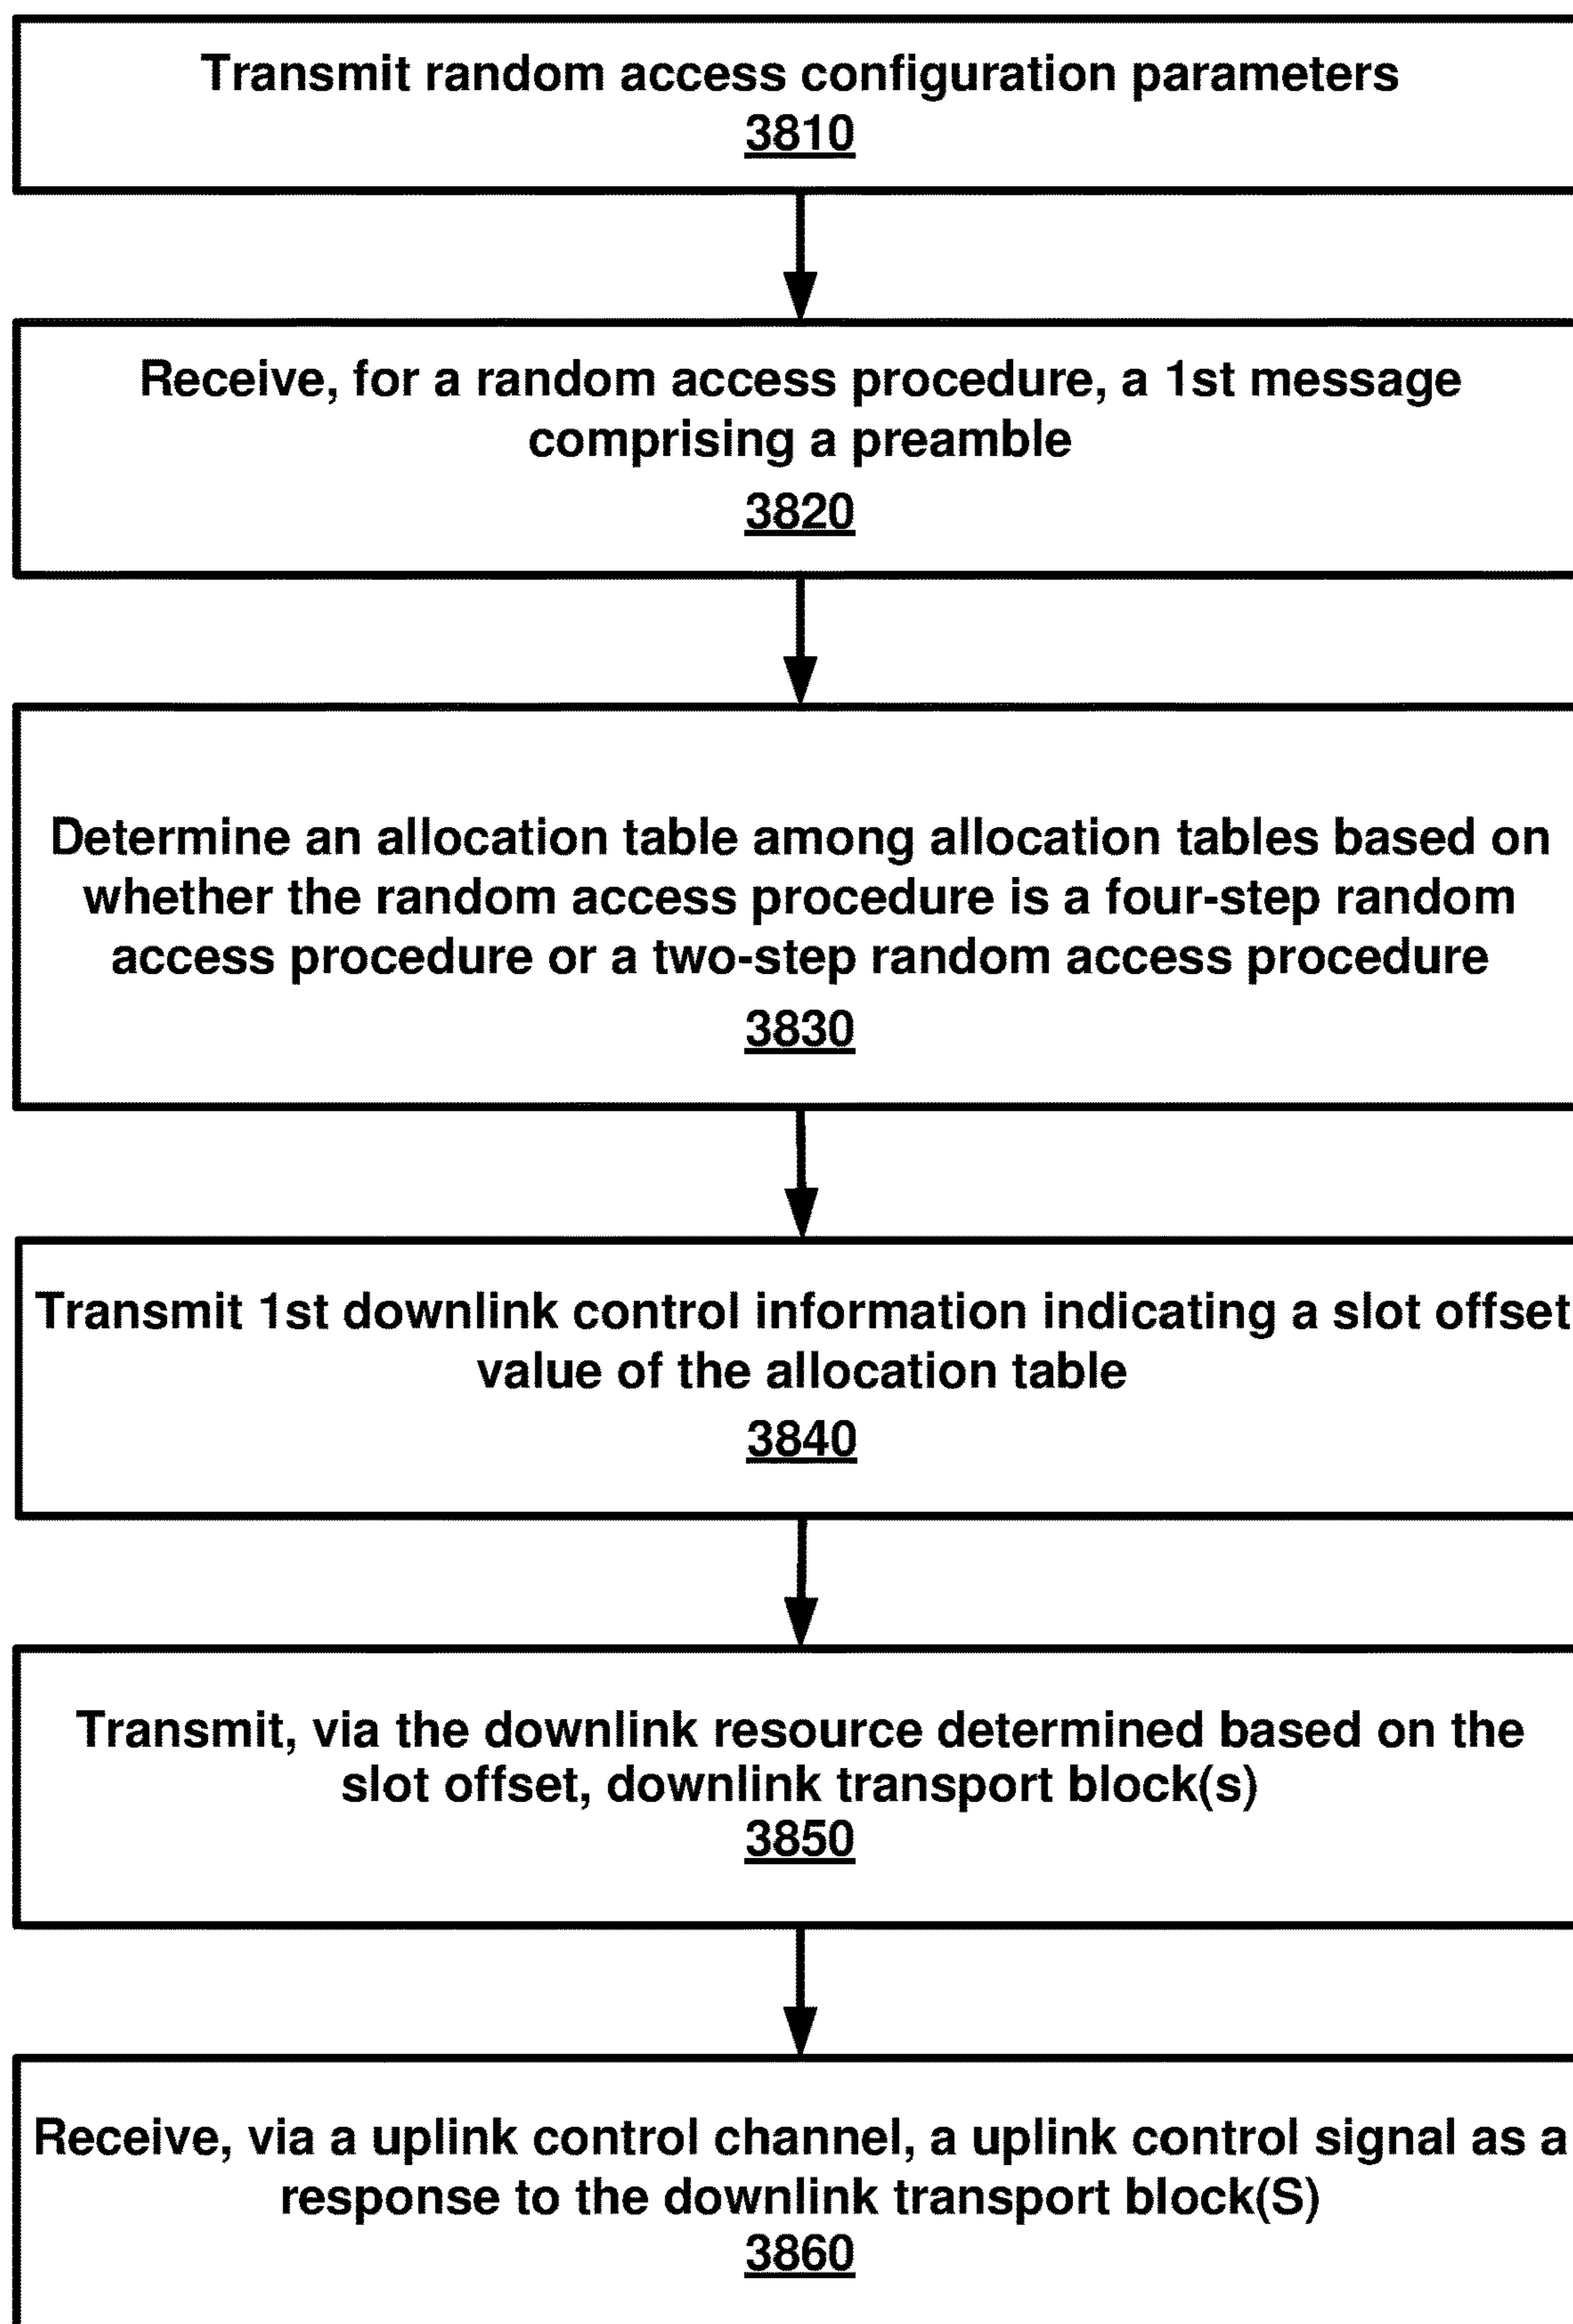 Transmit random access configuration parameters
3810
Receive, for a random access procedure, a 1st message
comprising a preamble
3820
Determine an allocation table among allocation tables based on
whether the random access procedure is a four-step random
access procedure or a two-step random access procedure
3830
Transmit 1st downlink control information indicating a slot offset
value of the allocation table
3840
Transmit, via the downlink resource determined based on the
slot offset, downlink transport block(s)
3850
Receive, via a uplink control channel, a uplink control signal as a
response to the downlink transport block(S)
3860